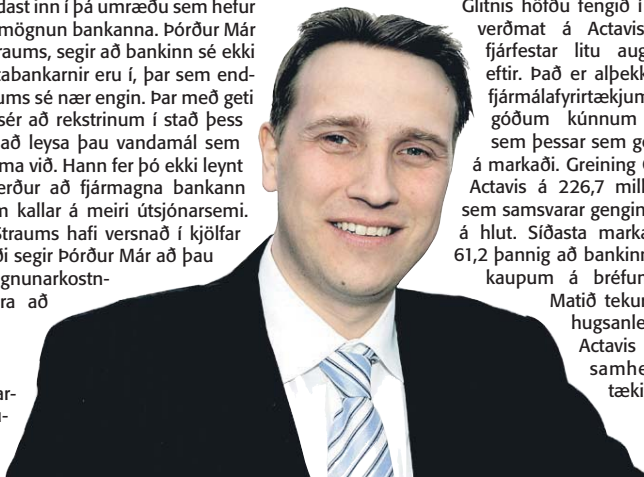 dast inn í þá umræðu sem hefur
mögnun bankanna. Þórður Már
raums, segir að bankinn sé ekki
tabankarnir eru í, þar sem end-
ums sé nær engin. Þar með geti
sér að rekstrinum í stað þess
að leysa þau vandamál sem
ma við. Hann fer þó ekki leynt
erður að fjármagna bankann
m kallar á meiri útsjónarsemi.
Straums hafi versnað í kjölfar
ði segir Þórður Már að þau
gnunarkostn-
ra að
ar-
Glitnis höfðu fengið í
verðmat á Actavis
fjárfestar litu aug
eftir. Það er alþekk
fjármálafyrirtækjum
góðum kúnnum
sem þessar sem ge
á markaði. Greining
Actavis á 226,7 mill
sem samsvarar gengin
á hlut. Síðasta marka
61,2 þannig að bankinn
kaupum á bréfun
Matið tekur
hugsanle
Actavis
samhe
tæki